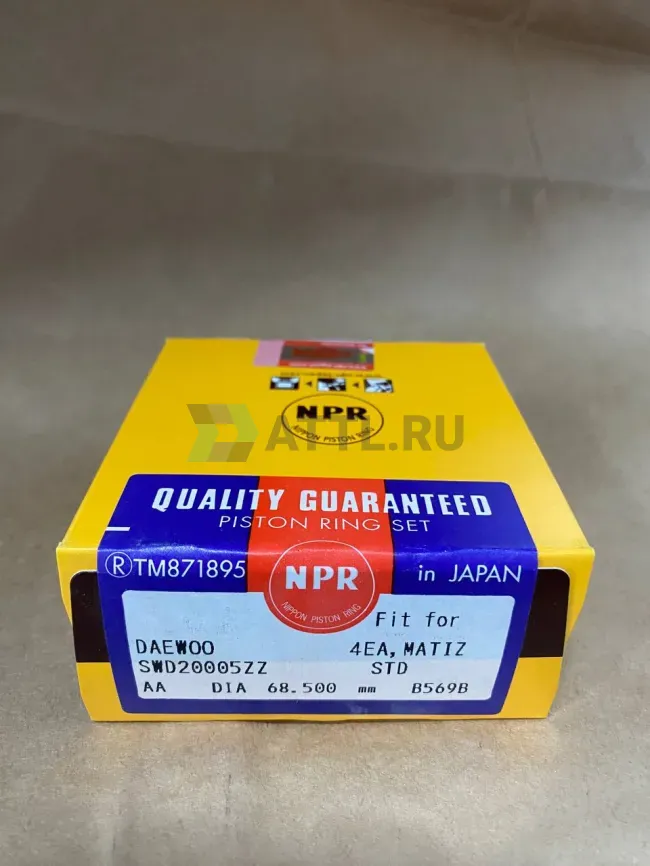 NPR
NIPPON PISTON RING
ATTL.RU
QUALITY GUARANTEED
PISTON RING SET
®TM871895
NPR
NIPPON PISTON RING
in JAPAN
Fit for
DAEWOO 4EA,MATIZ
SWD20005ZZ STD
AA DIA 68.500 mm B569B